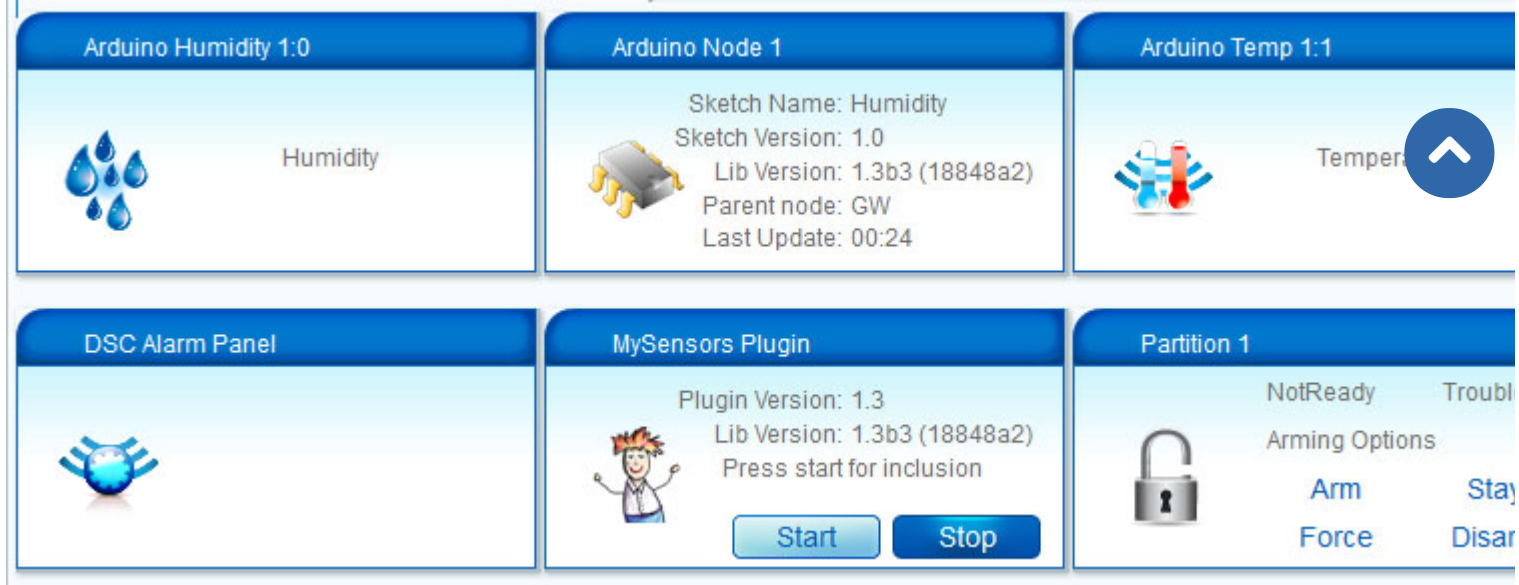 Arduino Humidity 1:0
Humidity
Arduino Node 1
Sketch Name: Humidity
Sketch Version: 1.0
Lib Version: 1.3b3 (18848a2)
Parent node: GW
Last Update: 00:24
Arduino Temp 1:1
DSC Alarm Panel
MySensors Plugin
Plugin Version: 1.3
Lib Version: 1.3b3 (18848a2)
Press start for inclusion
Start Stop
Partition 1
NotReady
Arming Options
Arm Stay
Force